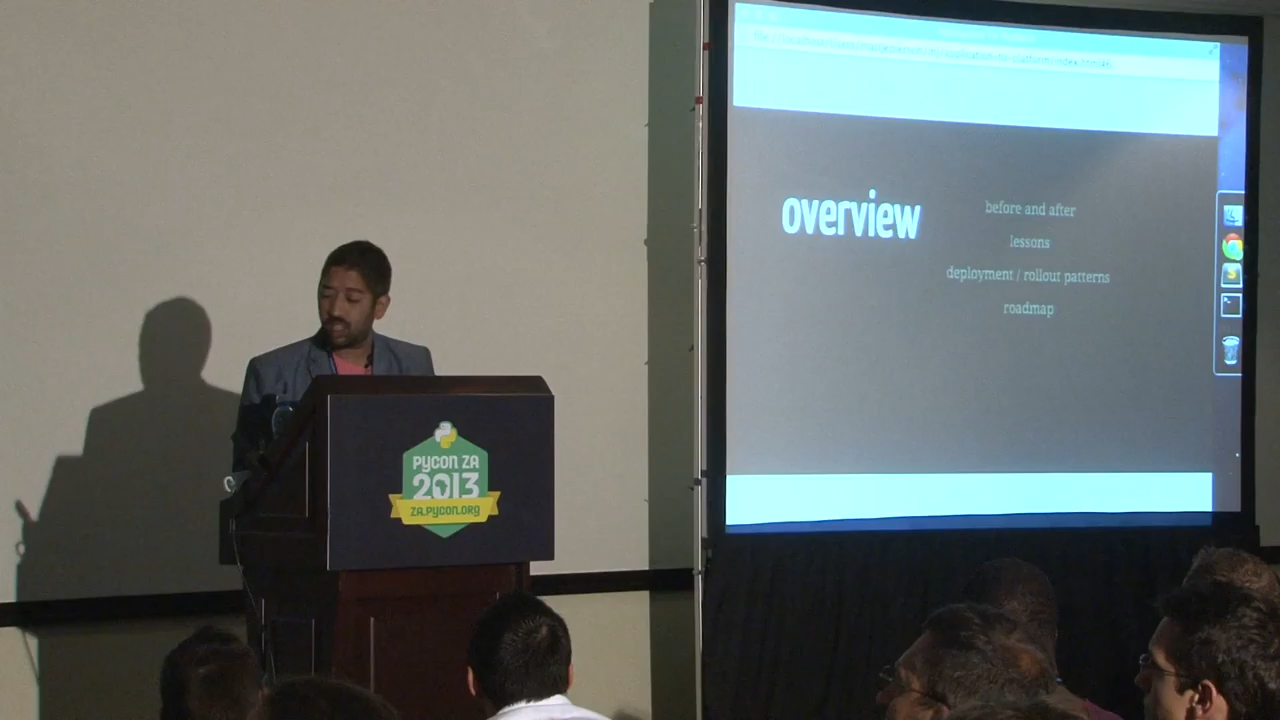 PYCON ZA
2013
ZA.PYCON.ORG
overview
before and after
lessons
deployment / rollout patterns
roadmap